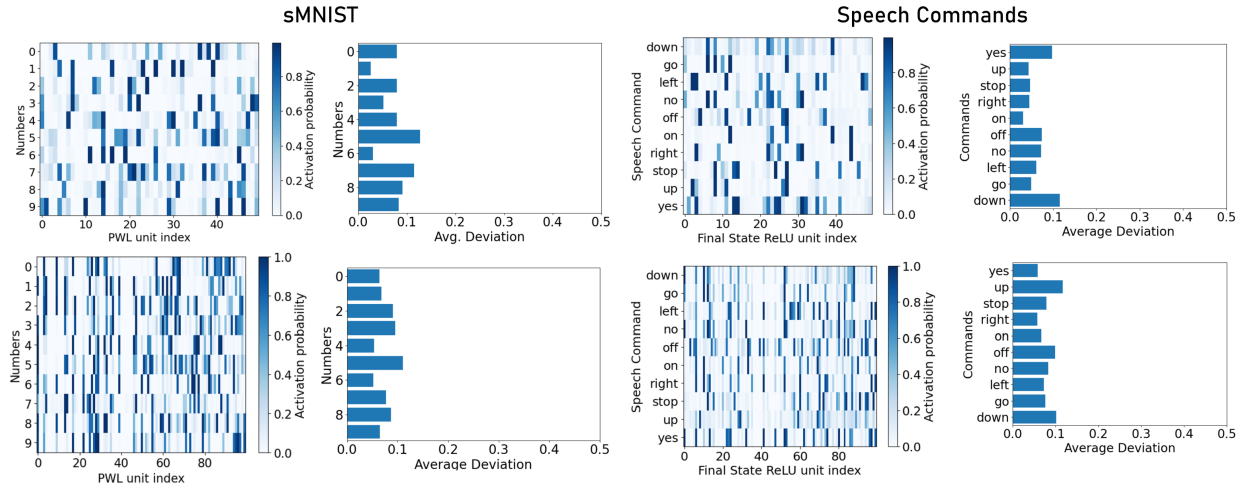 sMNIST
Speech Commands
0
1
2
3
4
5
6
7
8
9
Numbers
0 10 20 30 40
PWL unit index
0.8
0.6
0.4
0.2
0.0
Activation probability
0
2
4
6
8
Numbers
0.0 0.1 0.2 0.3 0.4 0.5
Avg. Deviation
down
go
left
no
off
on
right
stop
up
yes
Speech Command
0 10 20 30 40
Final State ReLU unit index
0.8
0.6
0.4
0.2
0.0
Activation probability
yes
up
stop
right
on
off
no
left
go
down
Commands
0.0 0.1 0.2 0.3 0.4 0.5
Average Deviation
0
1
2
3
4
5
6
7
8
9
Numbers
0 20 40 60 80
PWL unit index
1.0
0.8
0.6
0.4
0.2
0.0
Activation probability
0
2
4
6
8
Numbers
0.0 0.1 0.2 0.3 0.4 0.5
Average Deviation
down
go
left
no
off
on
right
stop
up
yes
Speech Command
0 20 40 60 80
Final State ReLU unit index
1.0
0.8
0.6
0.4
0.2
0.0
Activation probability
yes
up
stop
right
on
off
no
left
go
down
Commands
0.0 0.1 0.2 0.3 0.4 0.5
Average Deviation